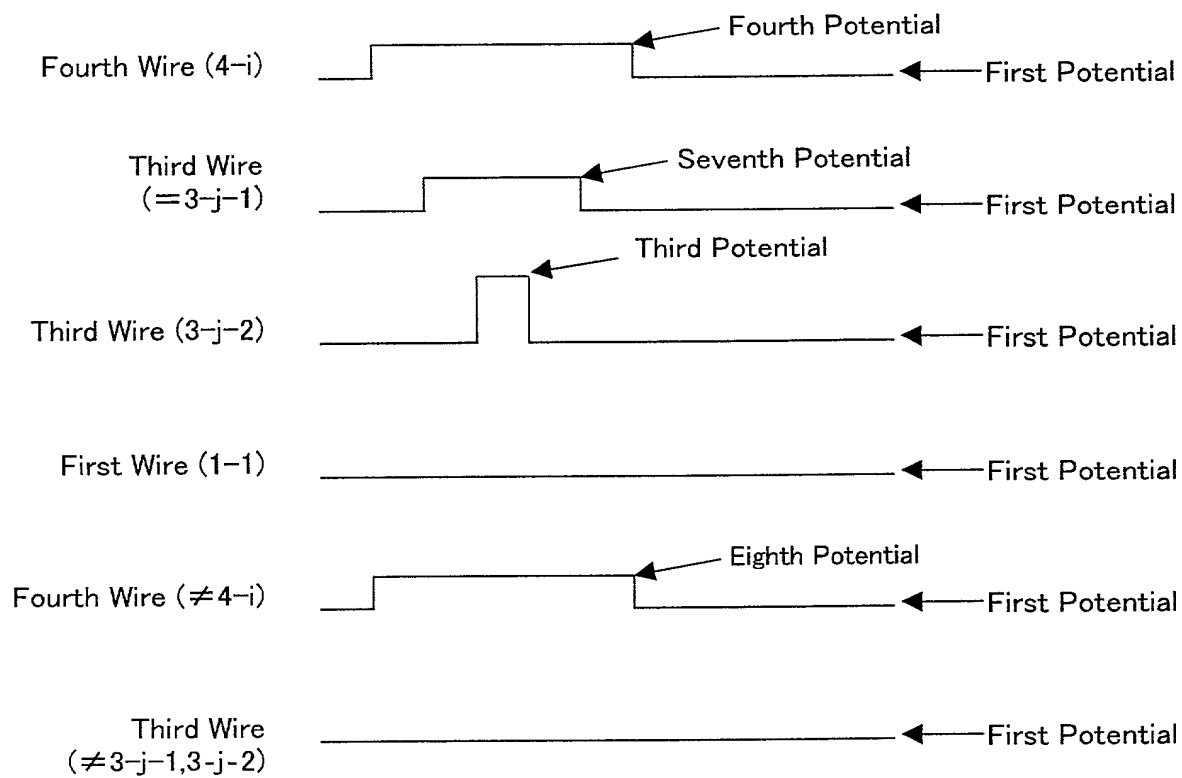 Fourth Potential
Fourth Wire (4-i)
First Potential
Third Wire
(=3-j-1)
Seventh Potential
First Potential
Third Potential
Third Wire (3-j-2)
First Potential
First Wire (1-1)
First Potential
Eighth Potential
Fourth Wire (≠4-i)
First Potential
Third Wire
(≠3-j-1,3-j-2)
First Potential